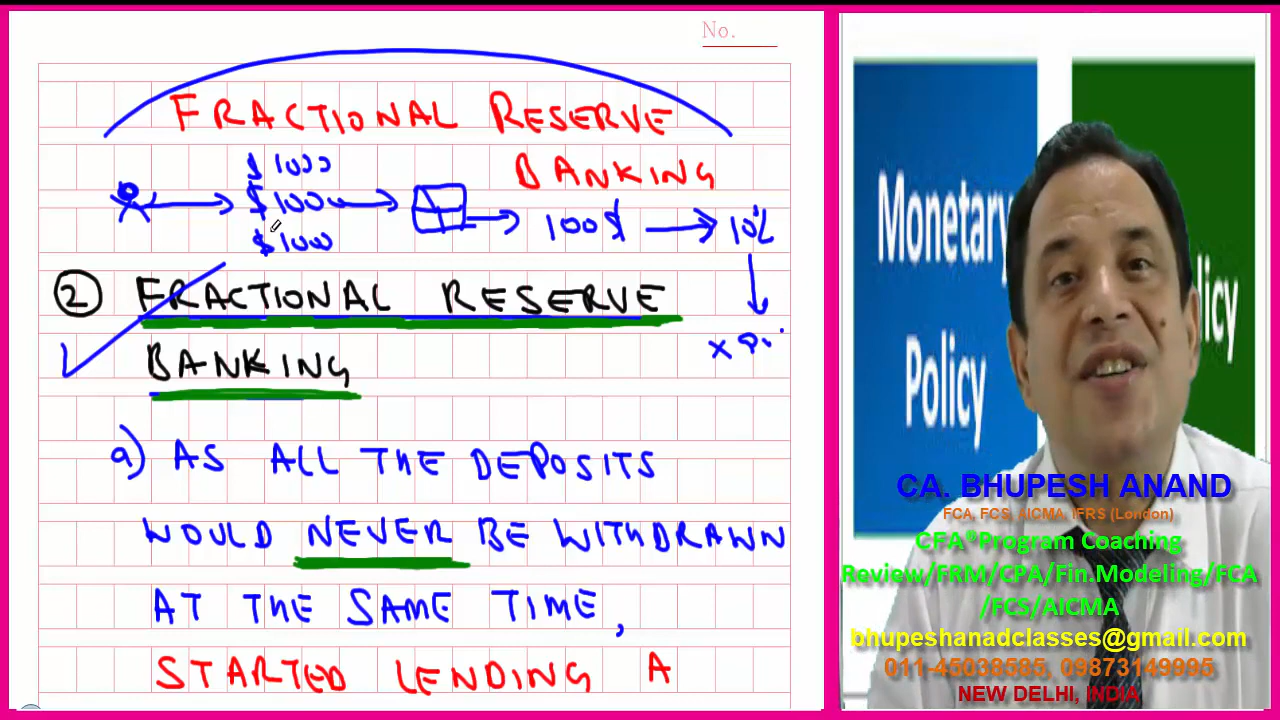 No.
FRACTIONAL RESERVE
BANKING
$1000
$1000
$1000
100$
10%
② FRACTIONAL RESERVE
BANKING
a) AS ALL THE DEPOSITS
WOULD NEVER BE WITHDRAWN
AT THE SAME TIME,
STARTED LENDING A
Monetary
Policy
licy
CA. BHUPESH ANAND
FCA, FCS, AICMA, IFRS (London)
CFA®Program Coaching
Review/FRM/CPA/Fin.Modeling/FCA
/FCS/AICMA
bhupeshanadclasses@gmail.com
011-45038585, 09873149995
NEW DELHI, INDIA